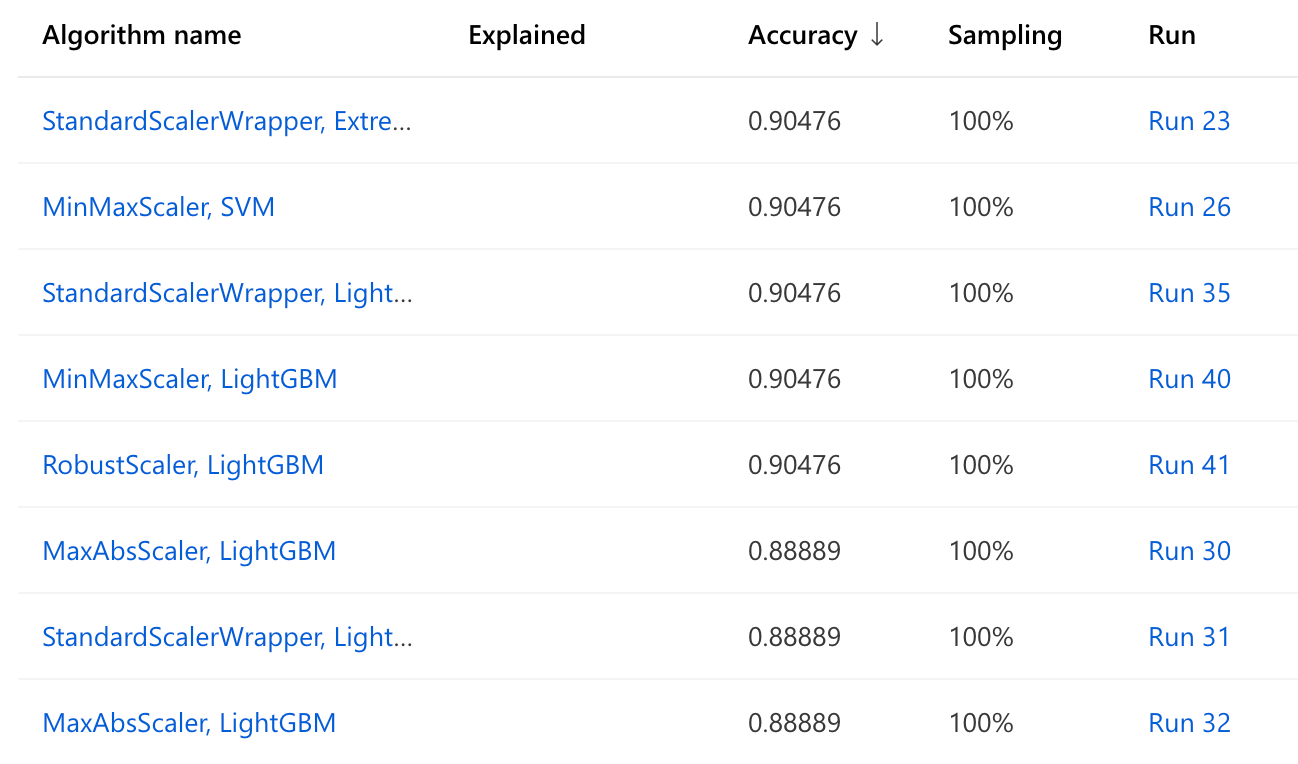 Algorithm name Explained Accuracy ↓ Sampling Run
StandardScalerWrapper, Extre... 0.90476 100% Run 23
MinMaxScaler, SVM 0.90476 100% Run 26
StandardScalerWrapper, Light... 0.90476 100% Run 35
MinMaxScaler, LightGBM 0.90476 100% Run 40
RobustScaler, LightGBM 0.90476 100% Run 41
MaxAbsScaler, LightGBM 0.88889 100% Run 30
StandardScalerWrapper, Light... 0.88889 100% Run 31
MaxAbsScaler, LightGBM 0.88889 100% Run 32